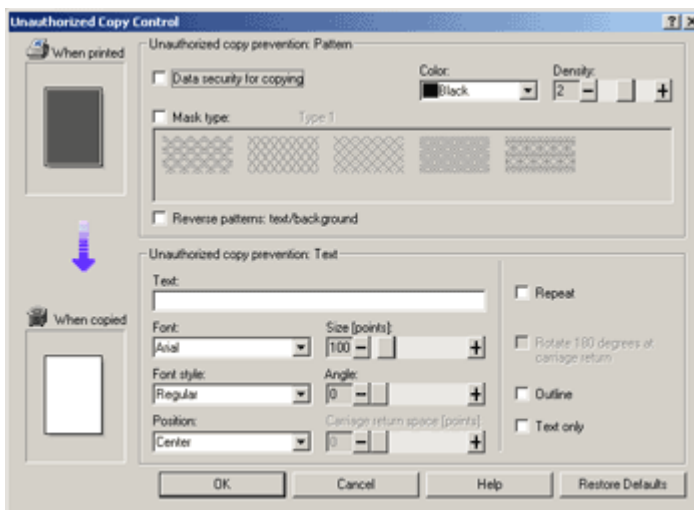 Unauthorized Copy Control
When printed
Unauthorized copy prevention: Pattern
Data security for copying
Color:
Density:
Black
2
Mask type:
Type 1
Reverse patterns: text/background
When copied
Unauthorized copy prevention: Text
Text:
Repeat
Font:
Size [points]:
Arial
100
Rotate 180 degrees at
carriage return
Font style:
Angle:
Regular
0
Outline
Position:
Carriage return space [points]
Center
0
Text only
OK
Cancel
Help
Restore Defaults